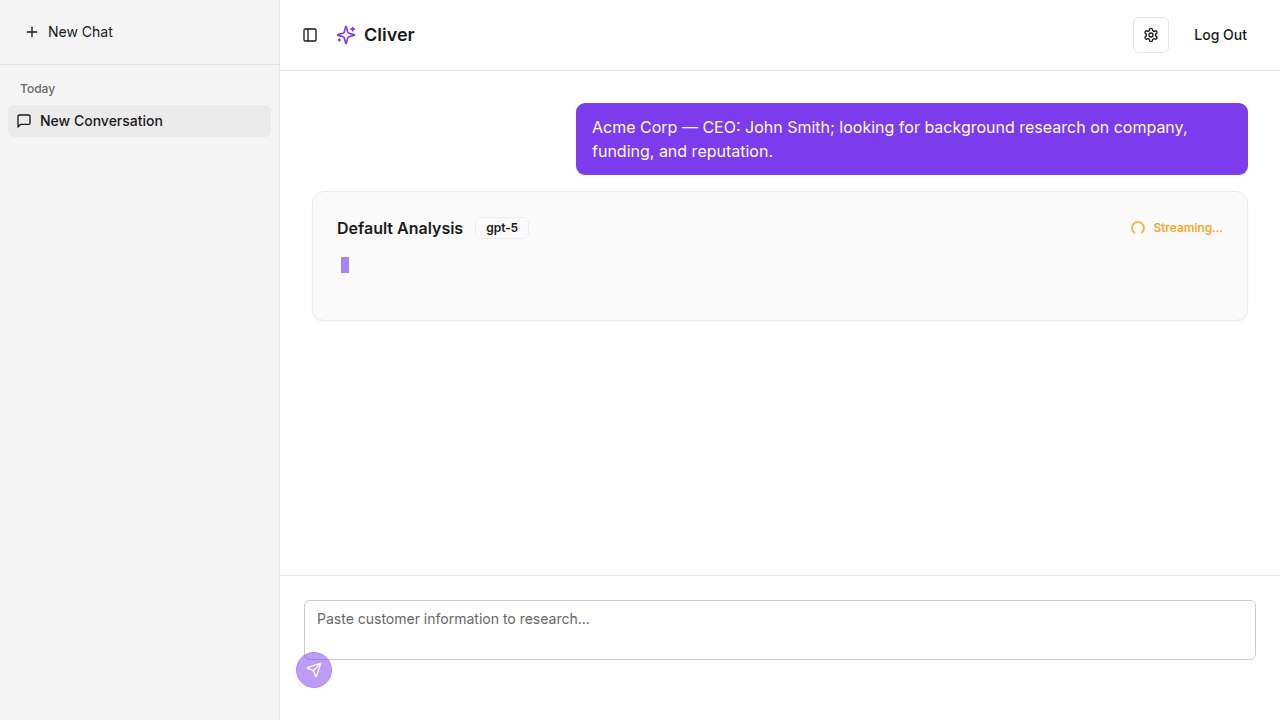 New Chat
Today
New Conversation
Cliver
Log Out
Acme Corp — CEO: John Smith; looking for background research on company,
funding, and reputation.
Default Analysis
gpt-5
Streaming...
Paste customer information to research...